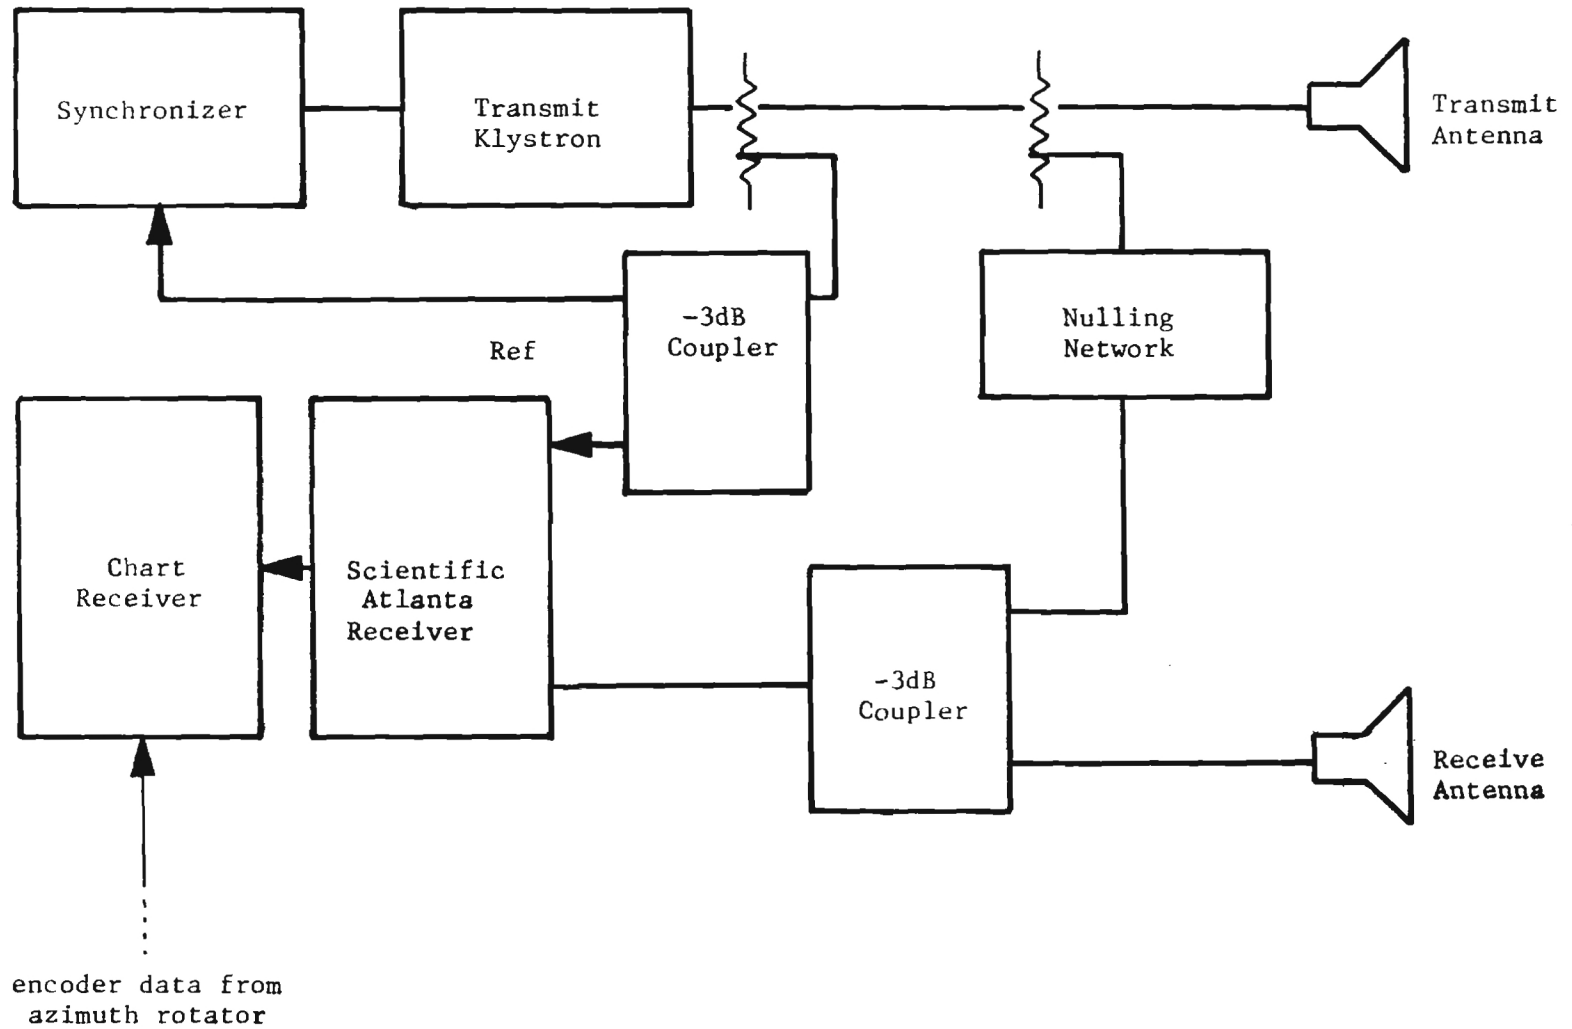 Synchronizer
Transmit
Klystron
Transmit
Antenna
-3dB
Coupler
Nulling
Network
Ref
Chart
Receiver
Scientific
Atlanta
Receiver
-3dB
Coupler
Receive
Antenna
encoder data from
azimuth rotator